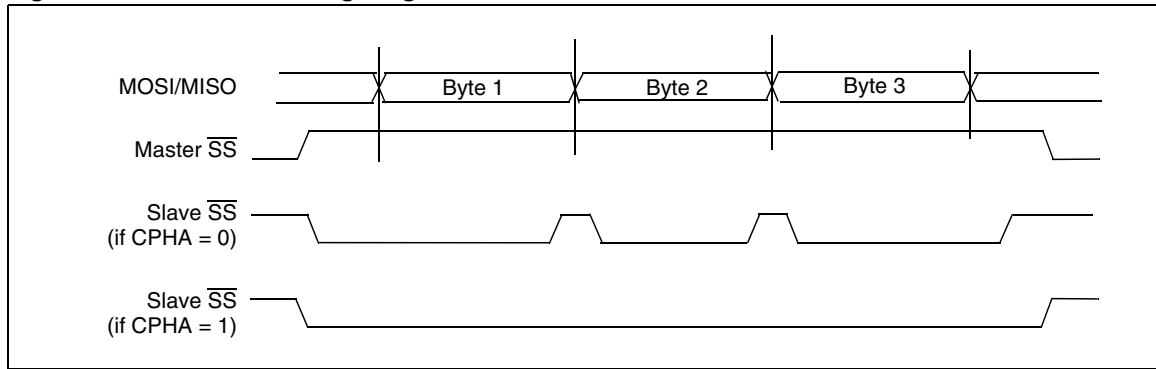 MOSI/MISO
Byte 1
Byte 2
Byte 3
Master SS
Slave SS
(if CPHA = 0)
Slave SS
(if CPHA = 1)